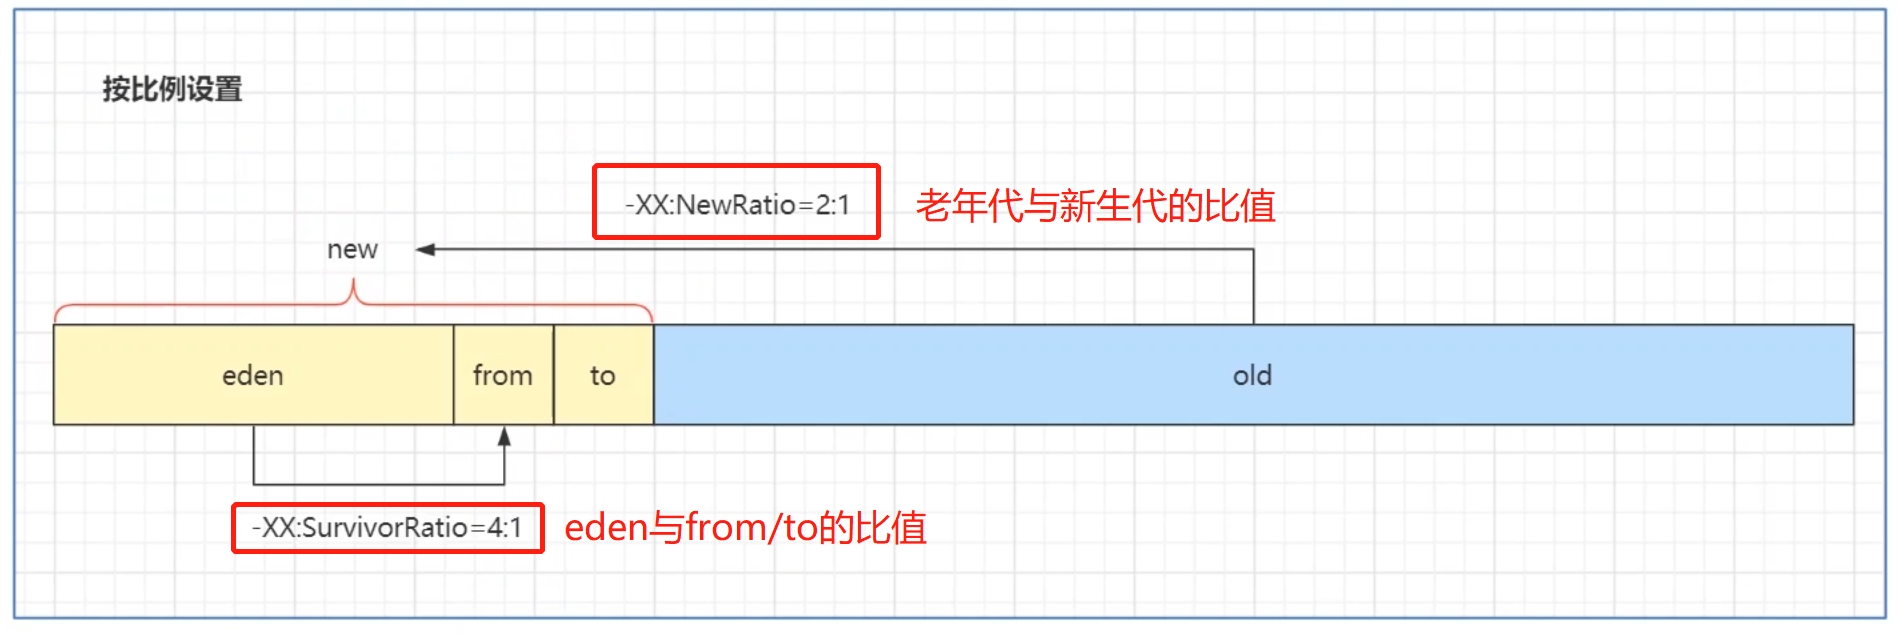 按比例设置
-XX:NewRatio=2:1
老年代与新生代的比值
new
eden
from
to
old
-XX:SurvivorRatio=4:1
eden与from/to的比值